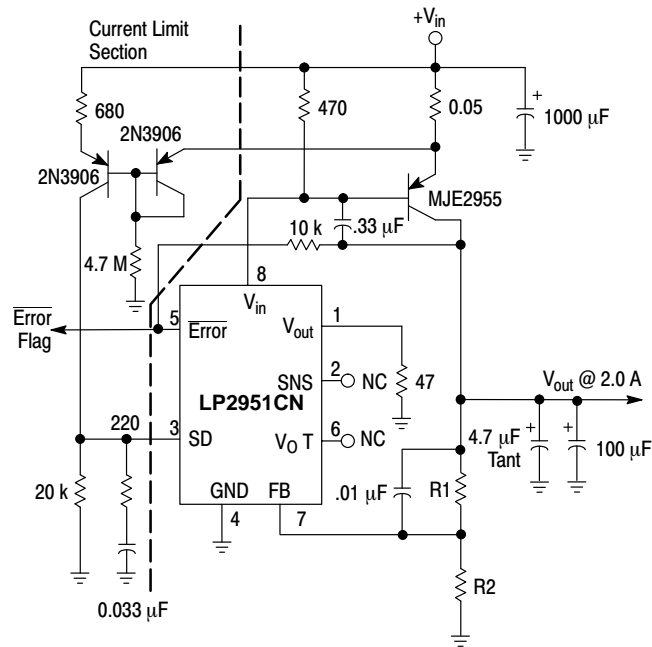 Current Limit
Section
+Vin
680
470
0.05
1000 µF
+
2N3906
2N3906
MJE2955
10 k
.33 µF
4.7 M
8
Vin
Error
Flag
5
Error
Vout
1
SNS
2
NC
47
LP2951CN
Vout @ 2.0 A
220
3
SD
VO T
6
NC
4.7 µF
Tant
+
+
100 µF
20 k
GND
FB
.01 µF
R1
4
7
0.033 µF
R2